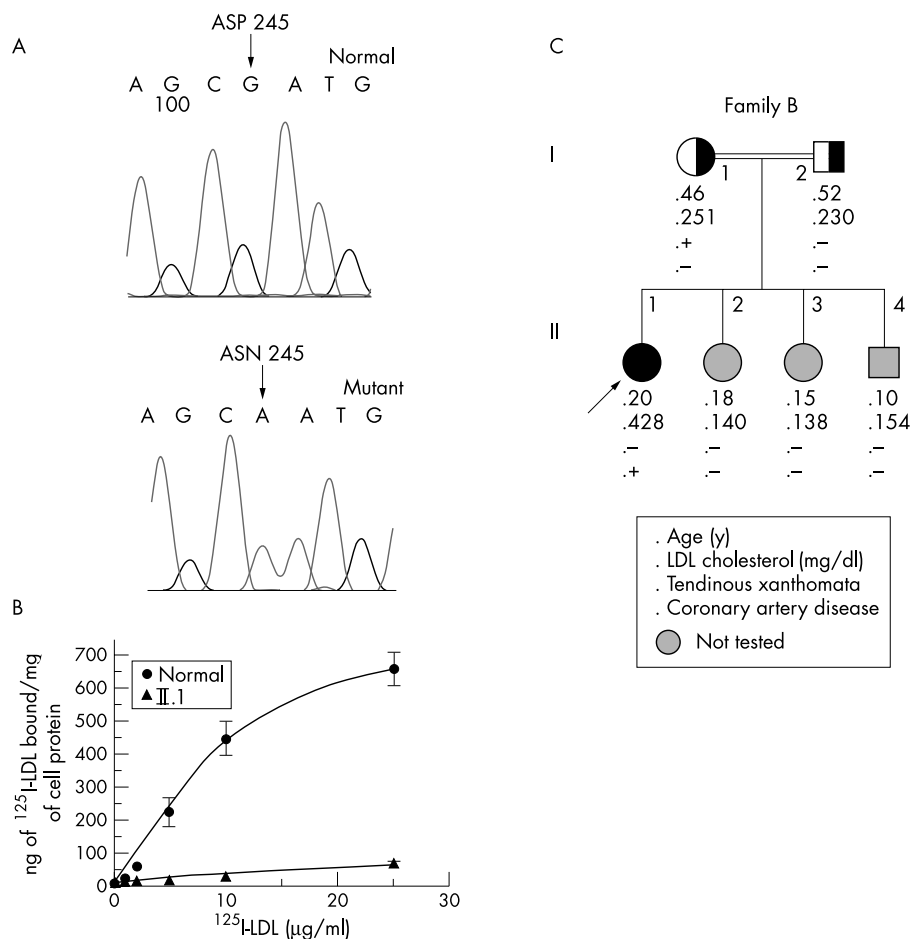 A
ASP 245
Normal
A G C G A T G
100
ASN 245
Mutant
A G C A A T G
B
ng of ¹²⁵I-LDL bound/mg
of cell protein
700
600
500
400
300
200
100
0
Normal
II.1
0 10 20 30
¹²⁵I-LDL (µg/ml)
C
Family B
I
1 2
.46 .52
.251 .230
.+ .–
.– .–
II
1 2 3 4
.20 .18 .15 .10
.428 .140 .138 .154
.– .– .– .–
.+ .– .– .–
. Age (y)
. LDL cholesterol (mg/dl)
. Tendinous xanthomata
. Coronary artery disease
Not tested